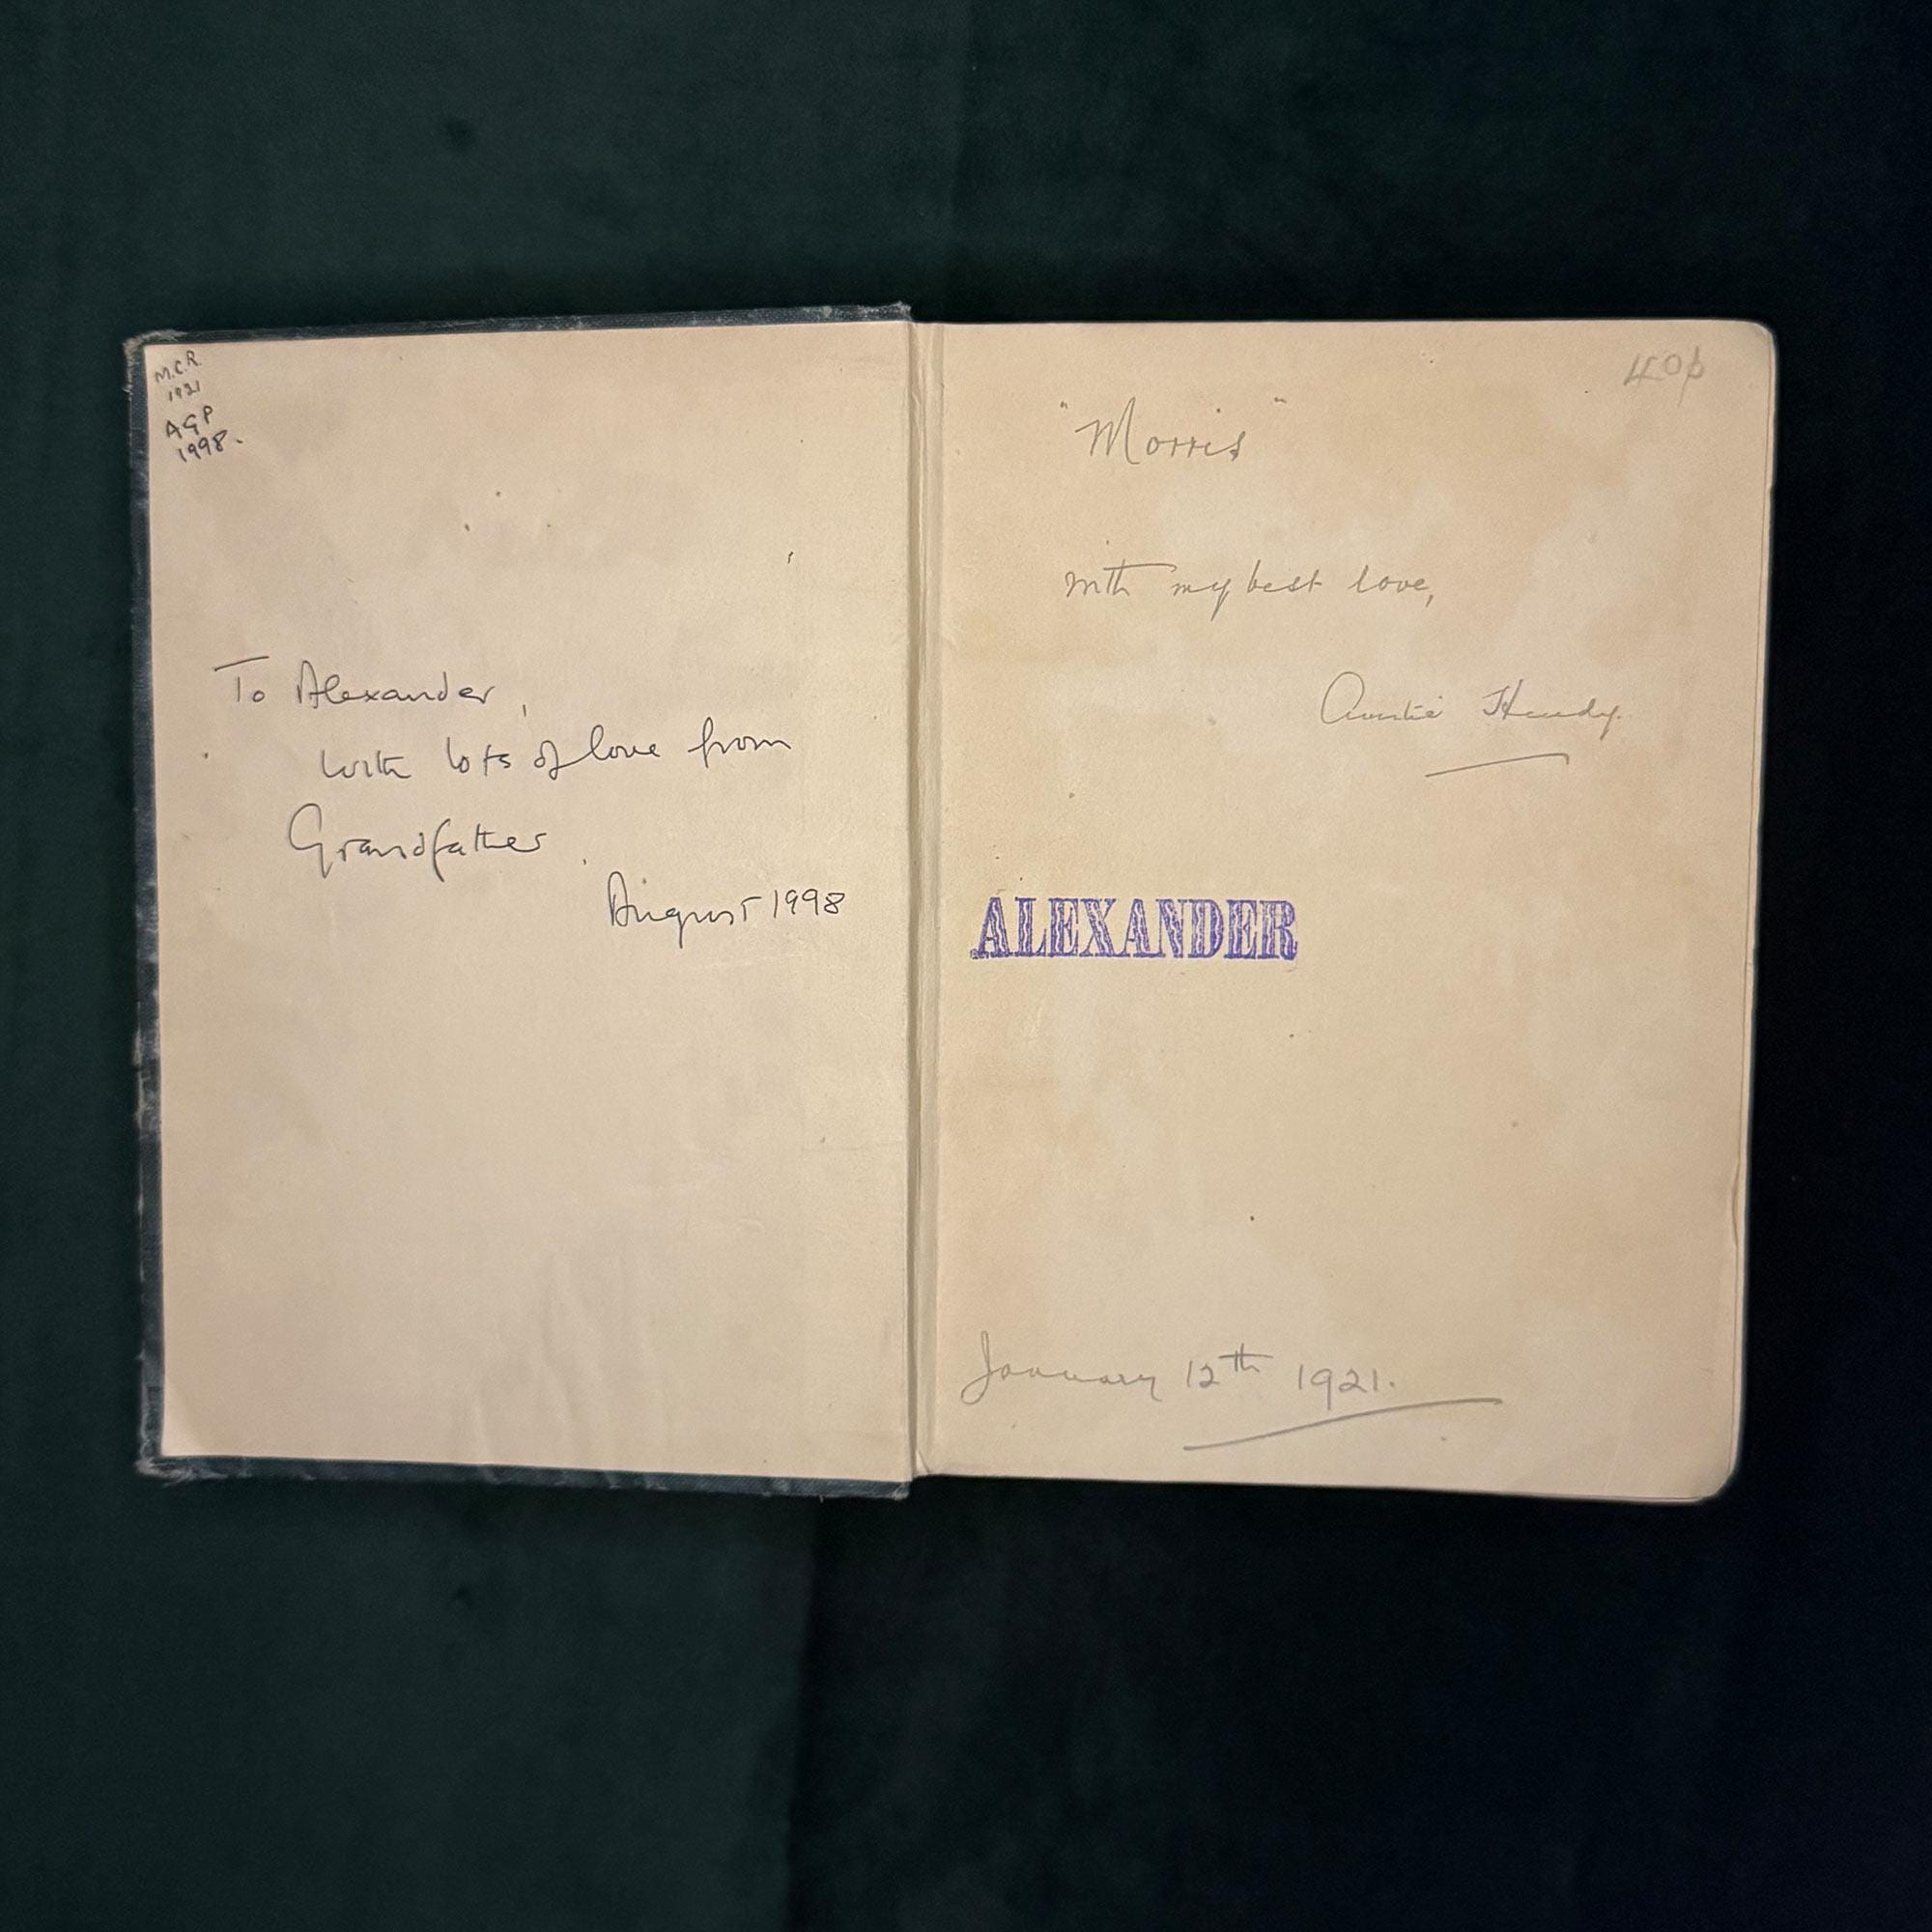 M.C.R.
1921
AGP
1998.
To Alexander,
with lots of love from
Grandfather
August 1998
40p
"Morris"
with my best love,
Auntie
ALEXANDER
January 12th 1921.